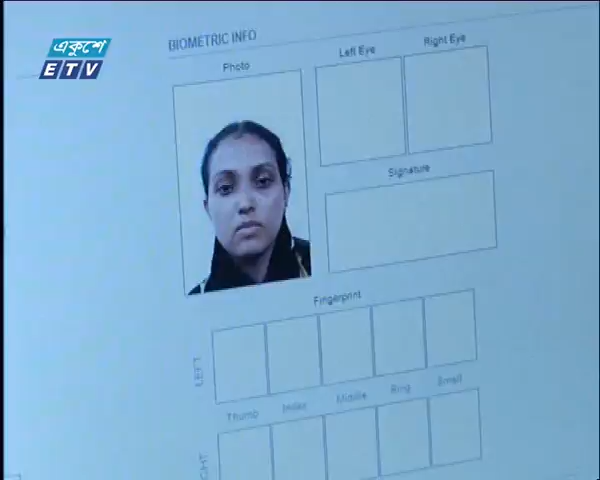 একুশে
ETV
BIOMETRIC INFO
Photo
Left Eye
Right Eye
Signature
Fingerprint
LEFT
Thumb
Index
Middle
Ring
Small